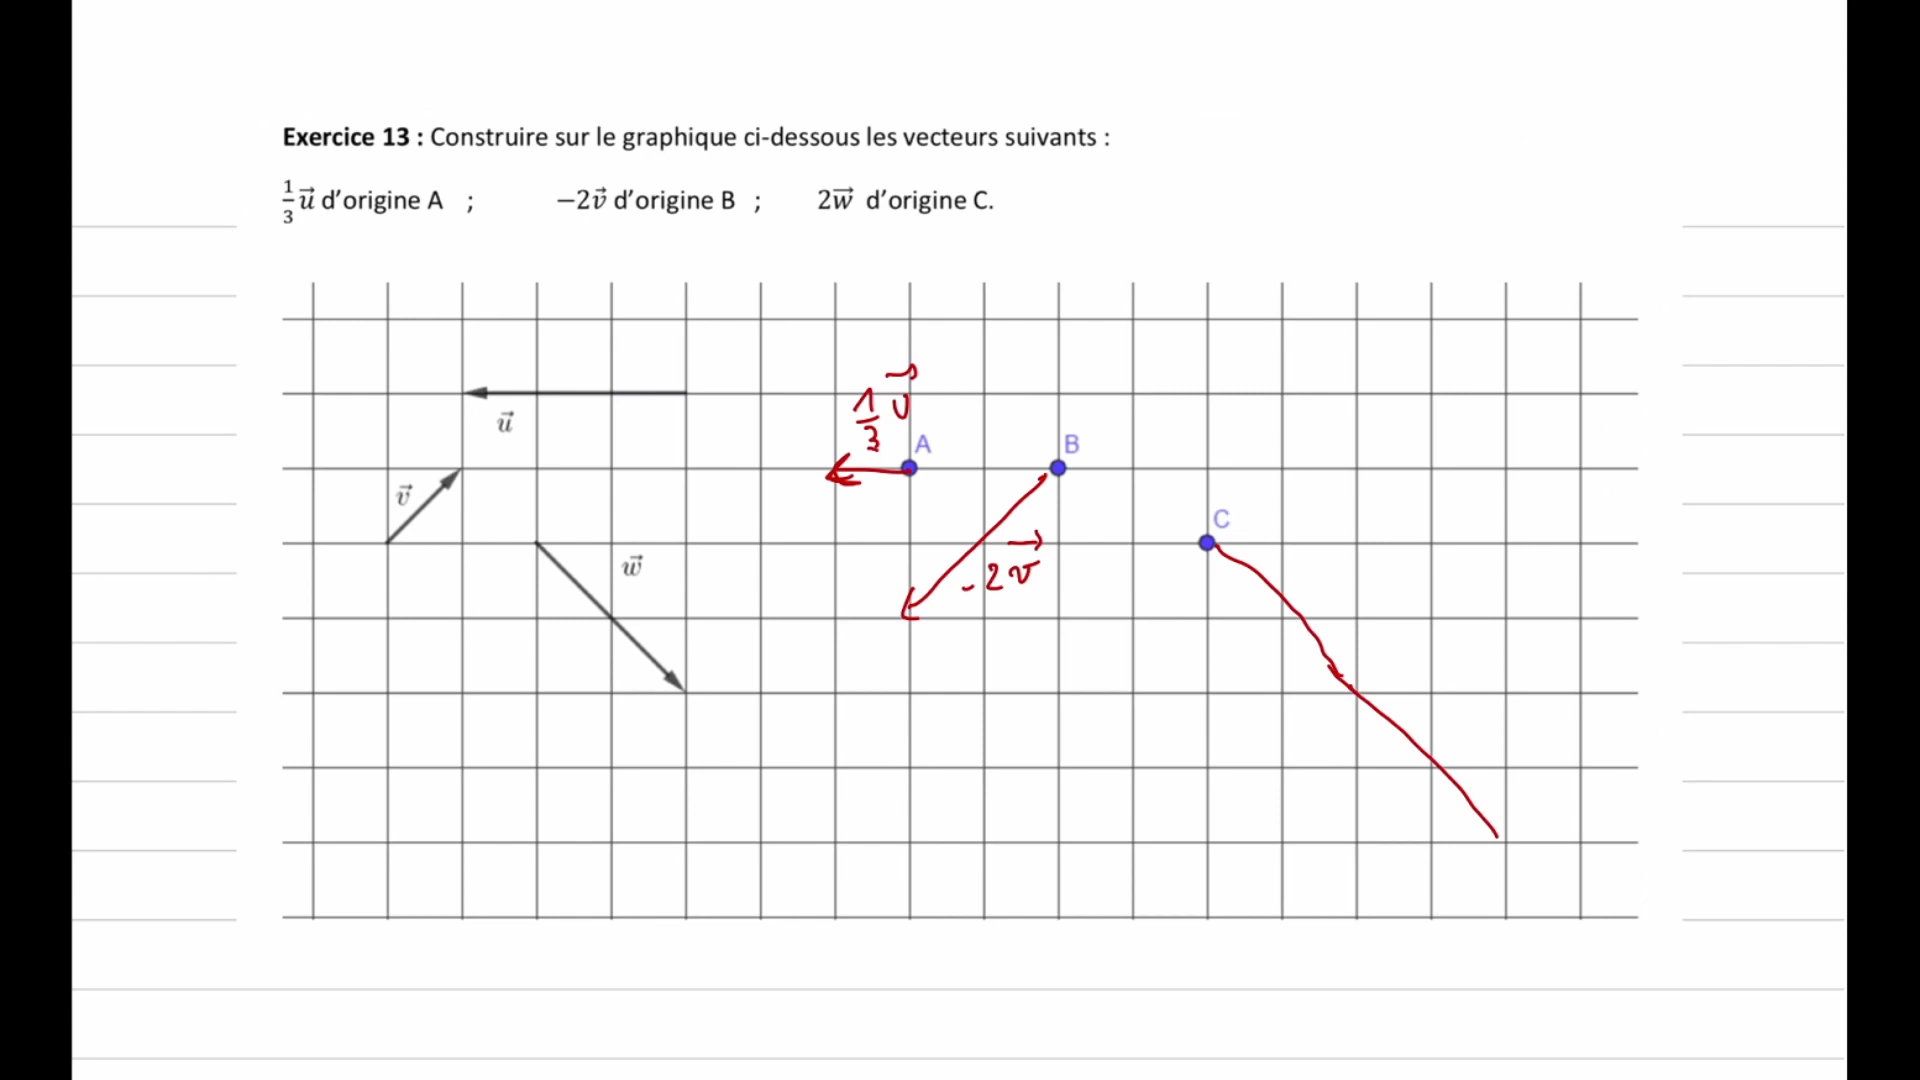 Exercice 13 : Construire sur le graphique ci-dessous les vecteurs suivants :
1/3 u⃗ d’origine A ; −2v⃗ d’origine B ; 2w⃗ d’origine C.
u⃗
1/3 U⃗
A
B
v⃗
C
w⃗
-2v⃗